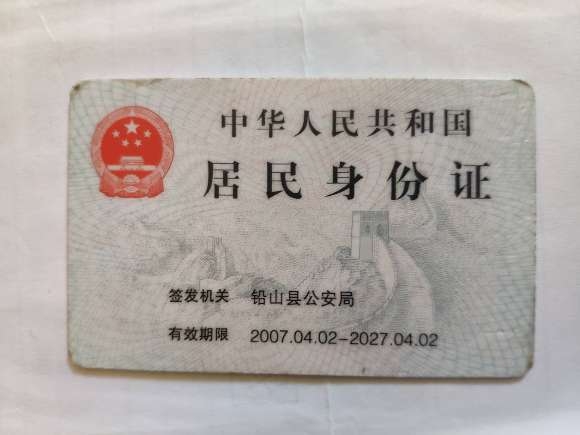 中华人民共和国
居民身份证
签发机关 铅山县公安局
有效期限 2007.04.02-2027.04.02